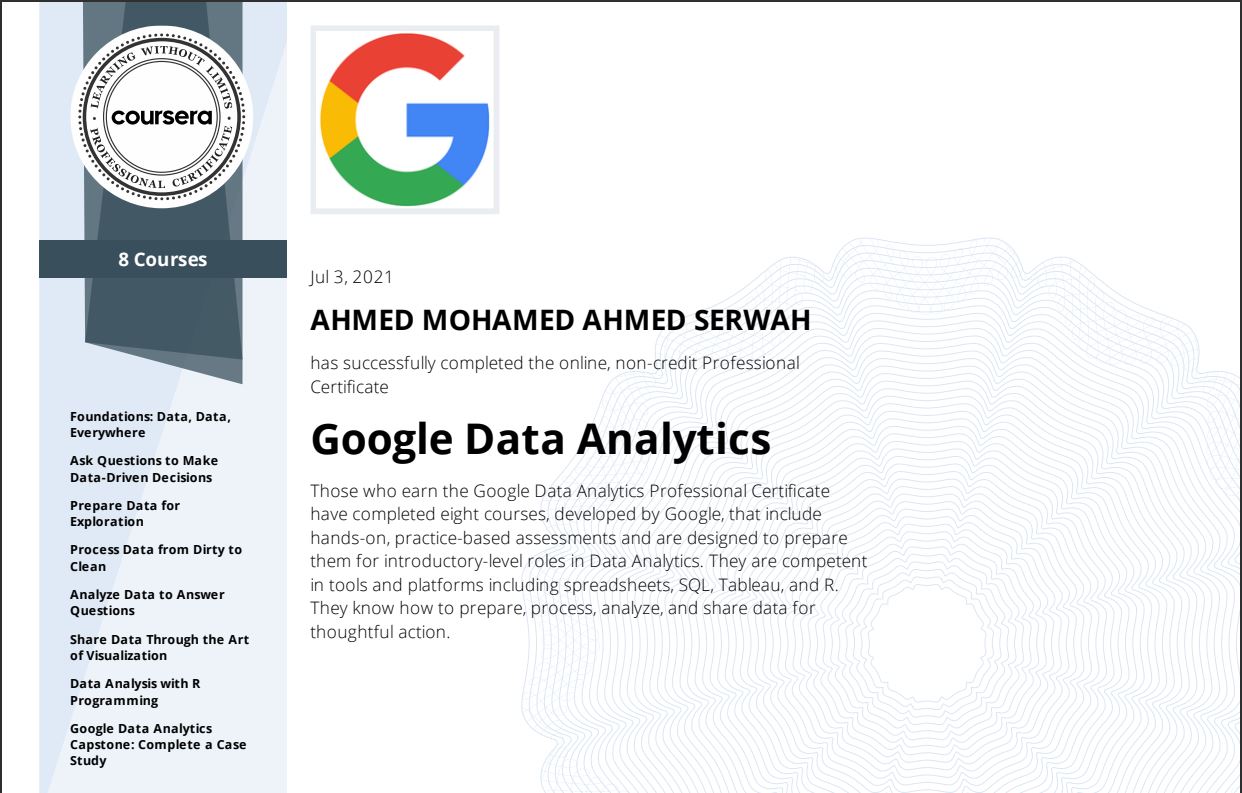 LEARNING WITHOUT LIMITS
coursera
PROFESSIONAL CERTIFICATE
8 Courses
Foundations: Data, Data,
Everywhere
Ask Questions to Make
Data-Driven Decisions
Prepare Data for
Exploration
Process Data from Dirty to
Clean
Analyze Data to Answer
Questions
Share Data Through the Art
of Visualization
Data Analysis with R
Programming
Google Data Analytics
Capstone: Complete a Case
Study
G
Jul 3, 2021
AHMED MOHAMED AHMED SERWAH
has successfully completed the online, non-credit Professional
Certificate
Google Data Analytics
Those who earn the Google Data Analytics Professional Certificate
have completed eight courses, developed by Google, that include
hands-on, practice-based assessments and are designed to prepare
them for introductory-level roles in Data Analytics. They are competent
in tools and platforms including spreadsheets, SQL, Tableau, and R.
They know how to prepare, process, analyze, and share data for
thoughtful action.